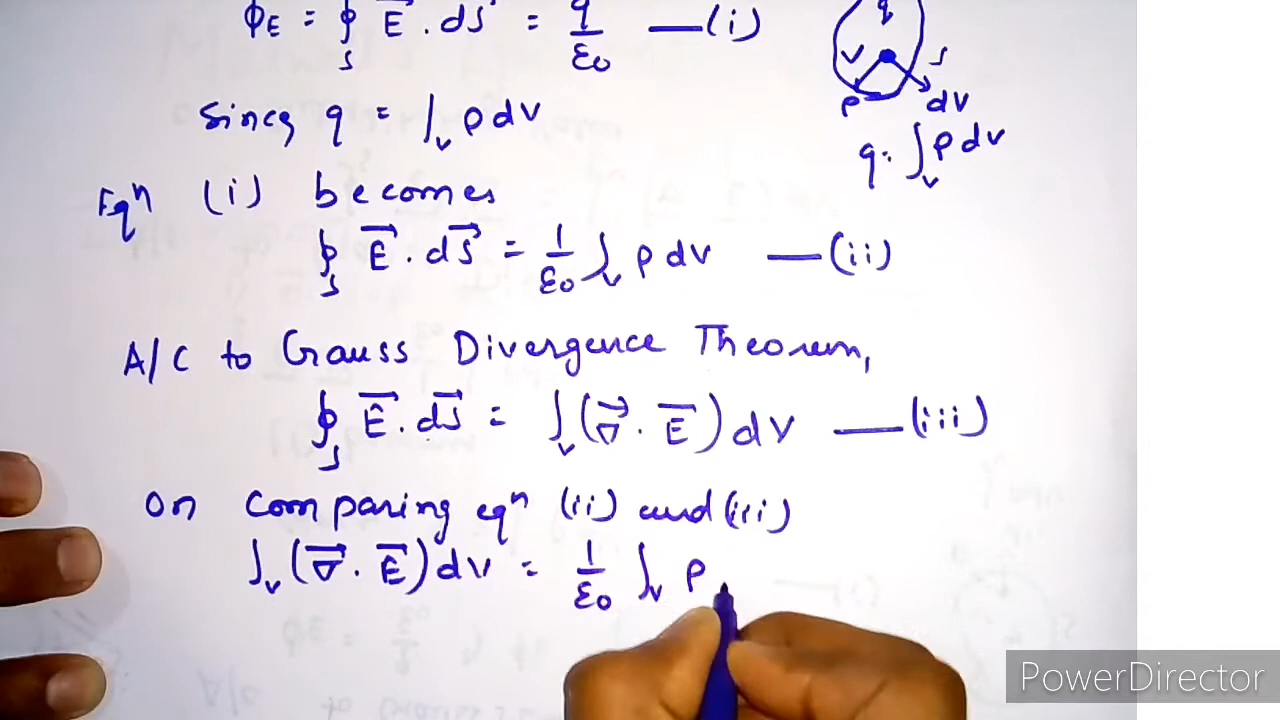 ϕE = ∮S E⃗ . dS⃗ = q/ε0 —(i)
q
V S
ρ dV
Since, q = ∫V ρ dV
q = ∫V ρ dV
Eqn (i) becomes
∮S E⃗ . dS⃗ = 1/ε0 ∫V ρ dV —(ii)
A/C to Gauss Divergence Theorem,
∮S E⃗ . dS⃗ = ∫V (∇⃗ . E⃗) dV —(iii)
On comparing eqn (ii) and (iii)
∫V (∇⃗ . E⃗) dV = 1/ε0 ∫V ρ
PowerDirector